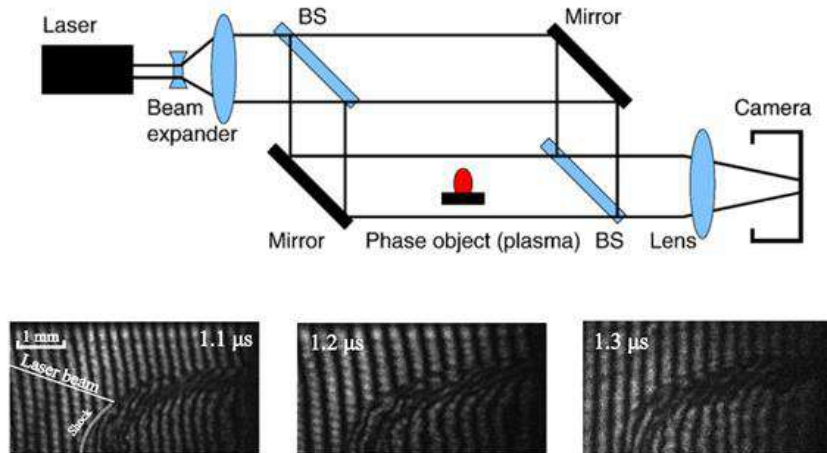 Laser
BS
Mirror
Beam
expander
Camera
Mirror
Phase object (plasma)
BS
Lens
1 mm
1.1 μs
Laser beam
Shock
1.2 μs
1.3 μs